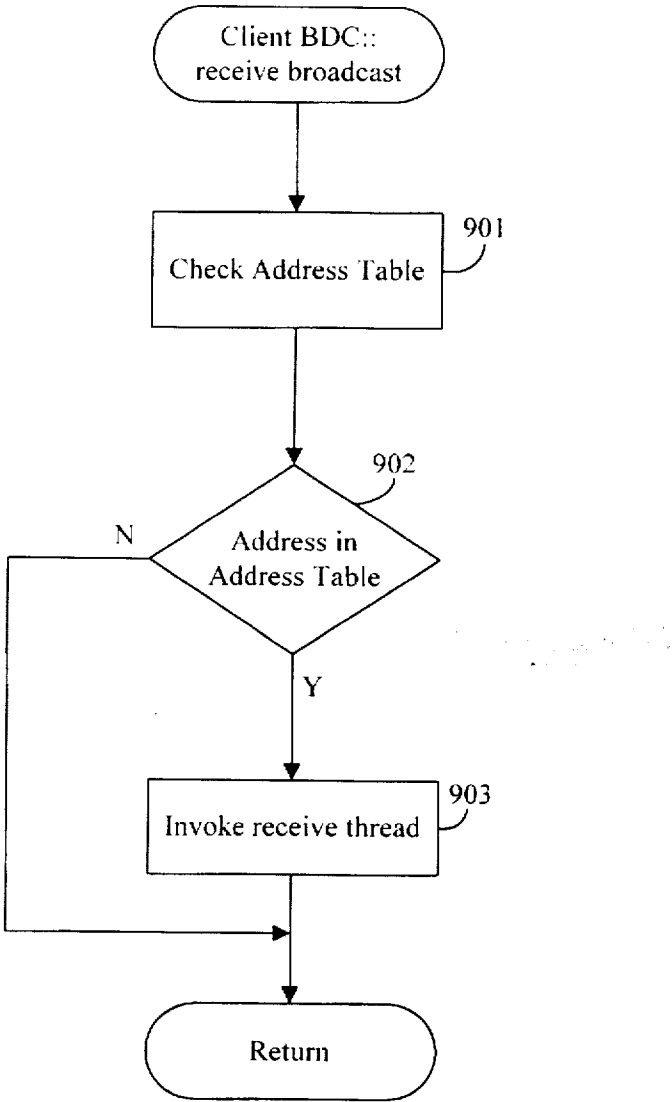 Client BDC::
receive broadcast
901
Check Address Table
902
N
Address in
Address Table
Y
903
Invoke receive thread
Return